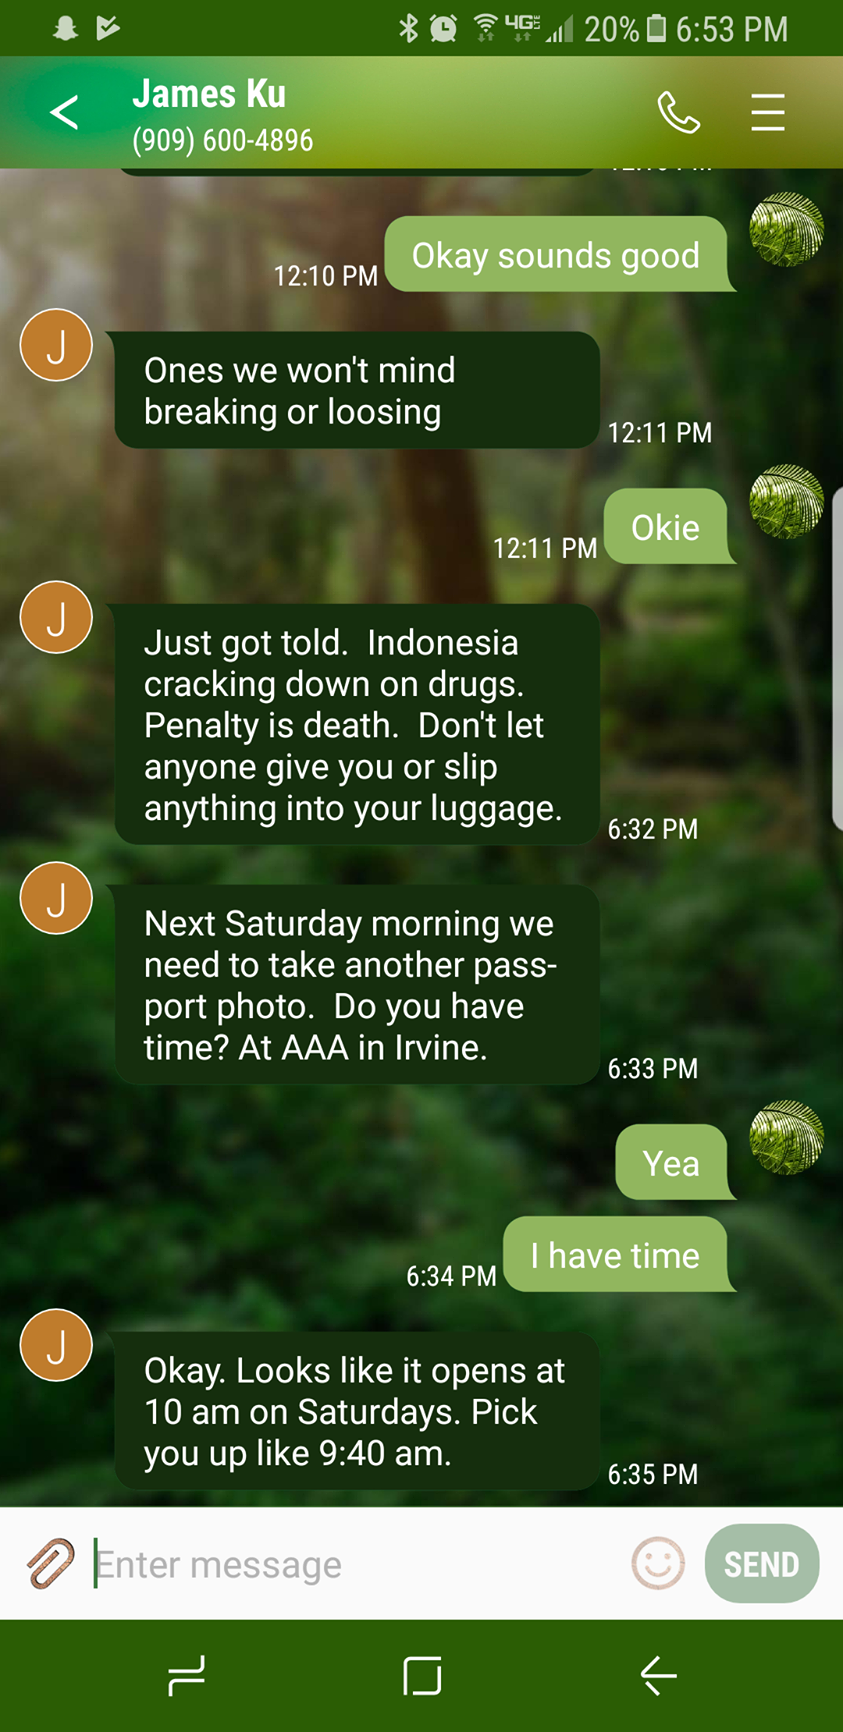 20% 6:53 PM
James Ku
(909) 600-4896
Okay sounds good
12:10 PM
Ones we won't mind
breaking or loosing
12:11 PM
Okie
12:11 PM
Just got told.  Indonesia
cracking down on drugs.
Penalty is death.  Don't let
anyone give you or slip
anything into your luggage.
6:32 PM
Next Saturday morning we
need to take another pass-
port photo.  Do you have
time? At AAA in Irvine.
6:33 PM
Yea
I have time
6:34 PM
Okay. Looks like it opens at
10 am on Saturdays. Pick
you up like 9:40 am.
6:35 PM
Enter message
SEND
J
J
J
J
4G LTE